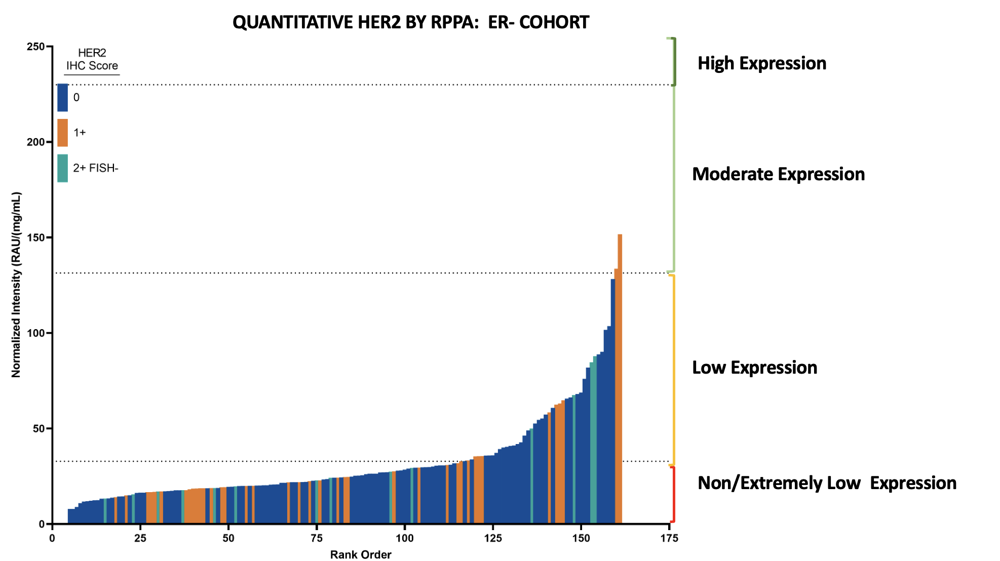 QUANTITATIVE HER2 BY RPPA:  ER- COHORT
250
200
150
100
50
0
Normalized Intensity (RAU/(mg/mL)
HER2
IHC Score
0
1+
2+ FISH-
0
25
50
75
100
125
150
175
Rank Order
High Expression
Moderate Expression
Low Expression
Non/Extremely Low  Expression